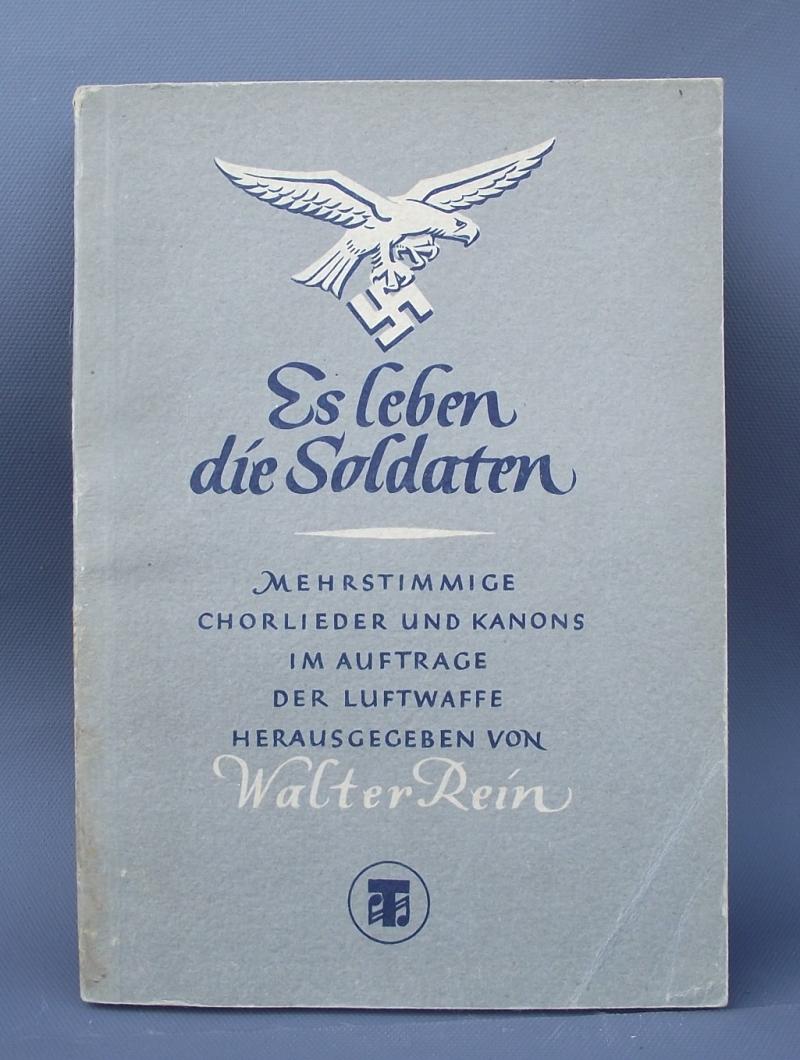 Es leben
die Soldaten
MEHRSTIMMIGE
CHORLIEDER UND KANONS
IM AUFTRAGE
DER LUFTWAFFE
HERAUSGEGEBEN VON
Walter Rein
T